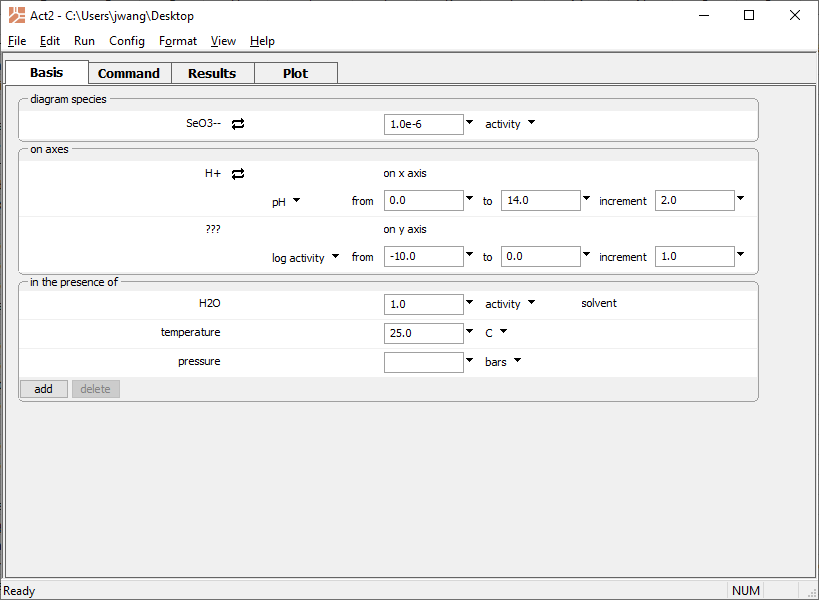 Act2 - C:\Users\jwang\Desktop
File Edit Run Config Format View Help
Basis Command Results Plot
diagram species
SeO3-- 1.0e-6 activity
on axes
H+ on x axis
pH from 0.0 to 14.0 increment 2.0
??? on y axis
log activity from -10.0 to 0.0 increment 1.0
in the presence of
H2O 1.0 activity solvent
temperature 25.0 C
pressure bars
add delete
Ready NUM